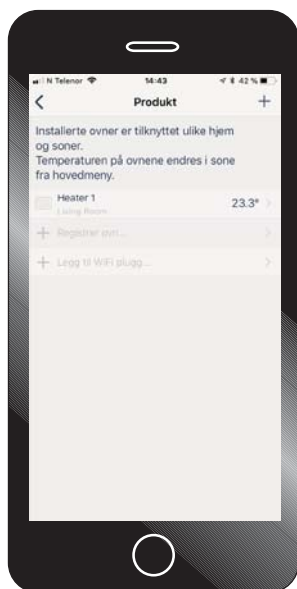 N Telenor 14:43 42 %
Produkt
Installerte ovner er tilknyttet ulike hjem
og soner.
Temperaturen på ovnene endres i sone
fra hovedmeny.
Heater 1 23.3°
Living Room
+ Registrer ovn...
+ Legg til WiFi plugg...